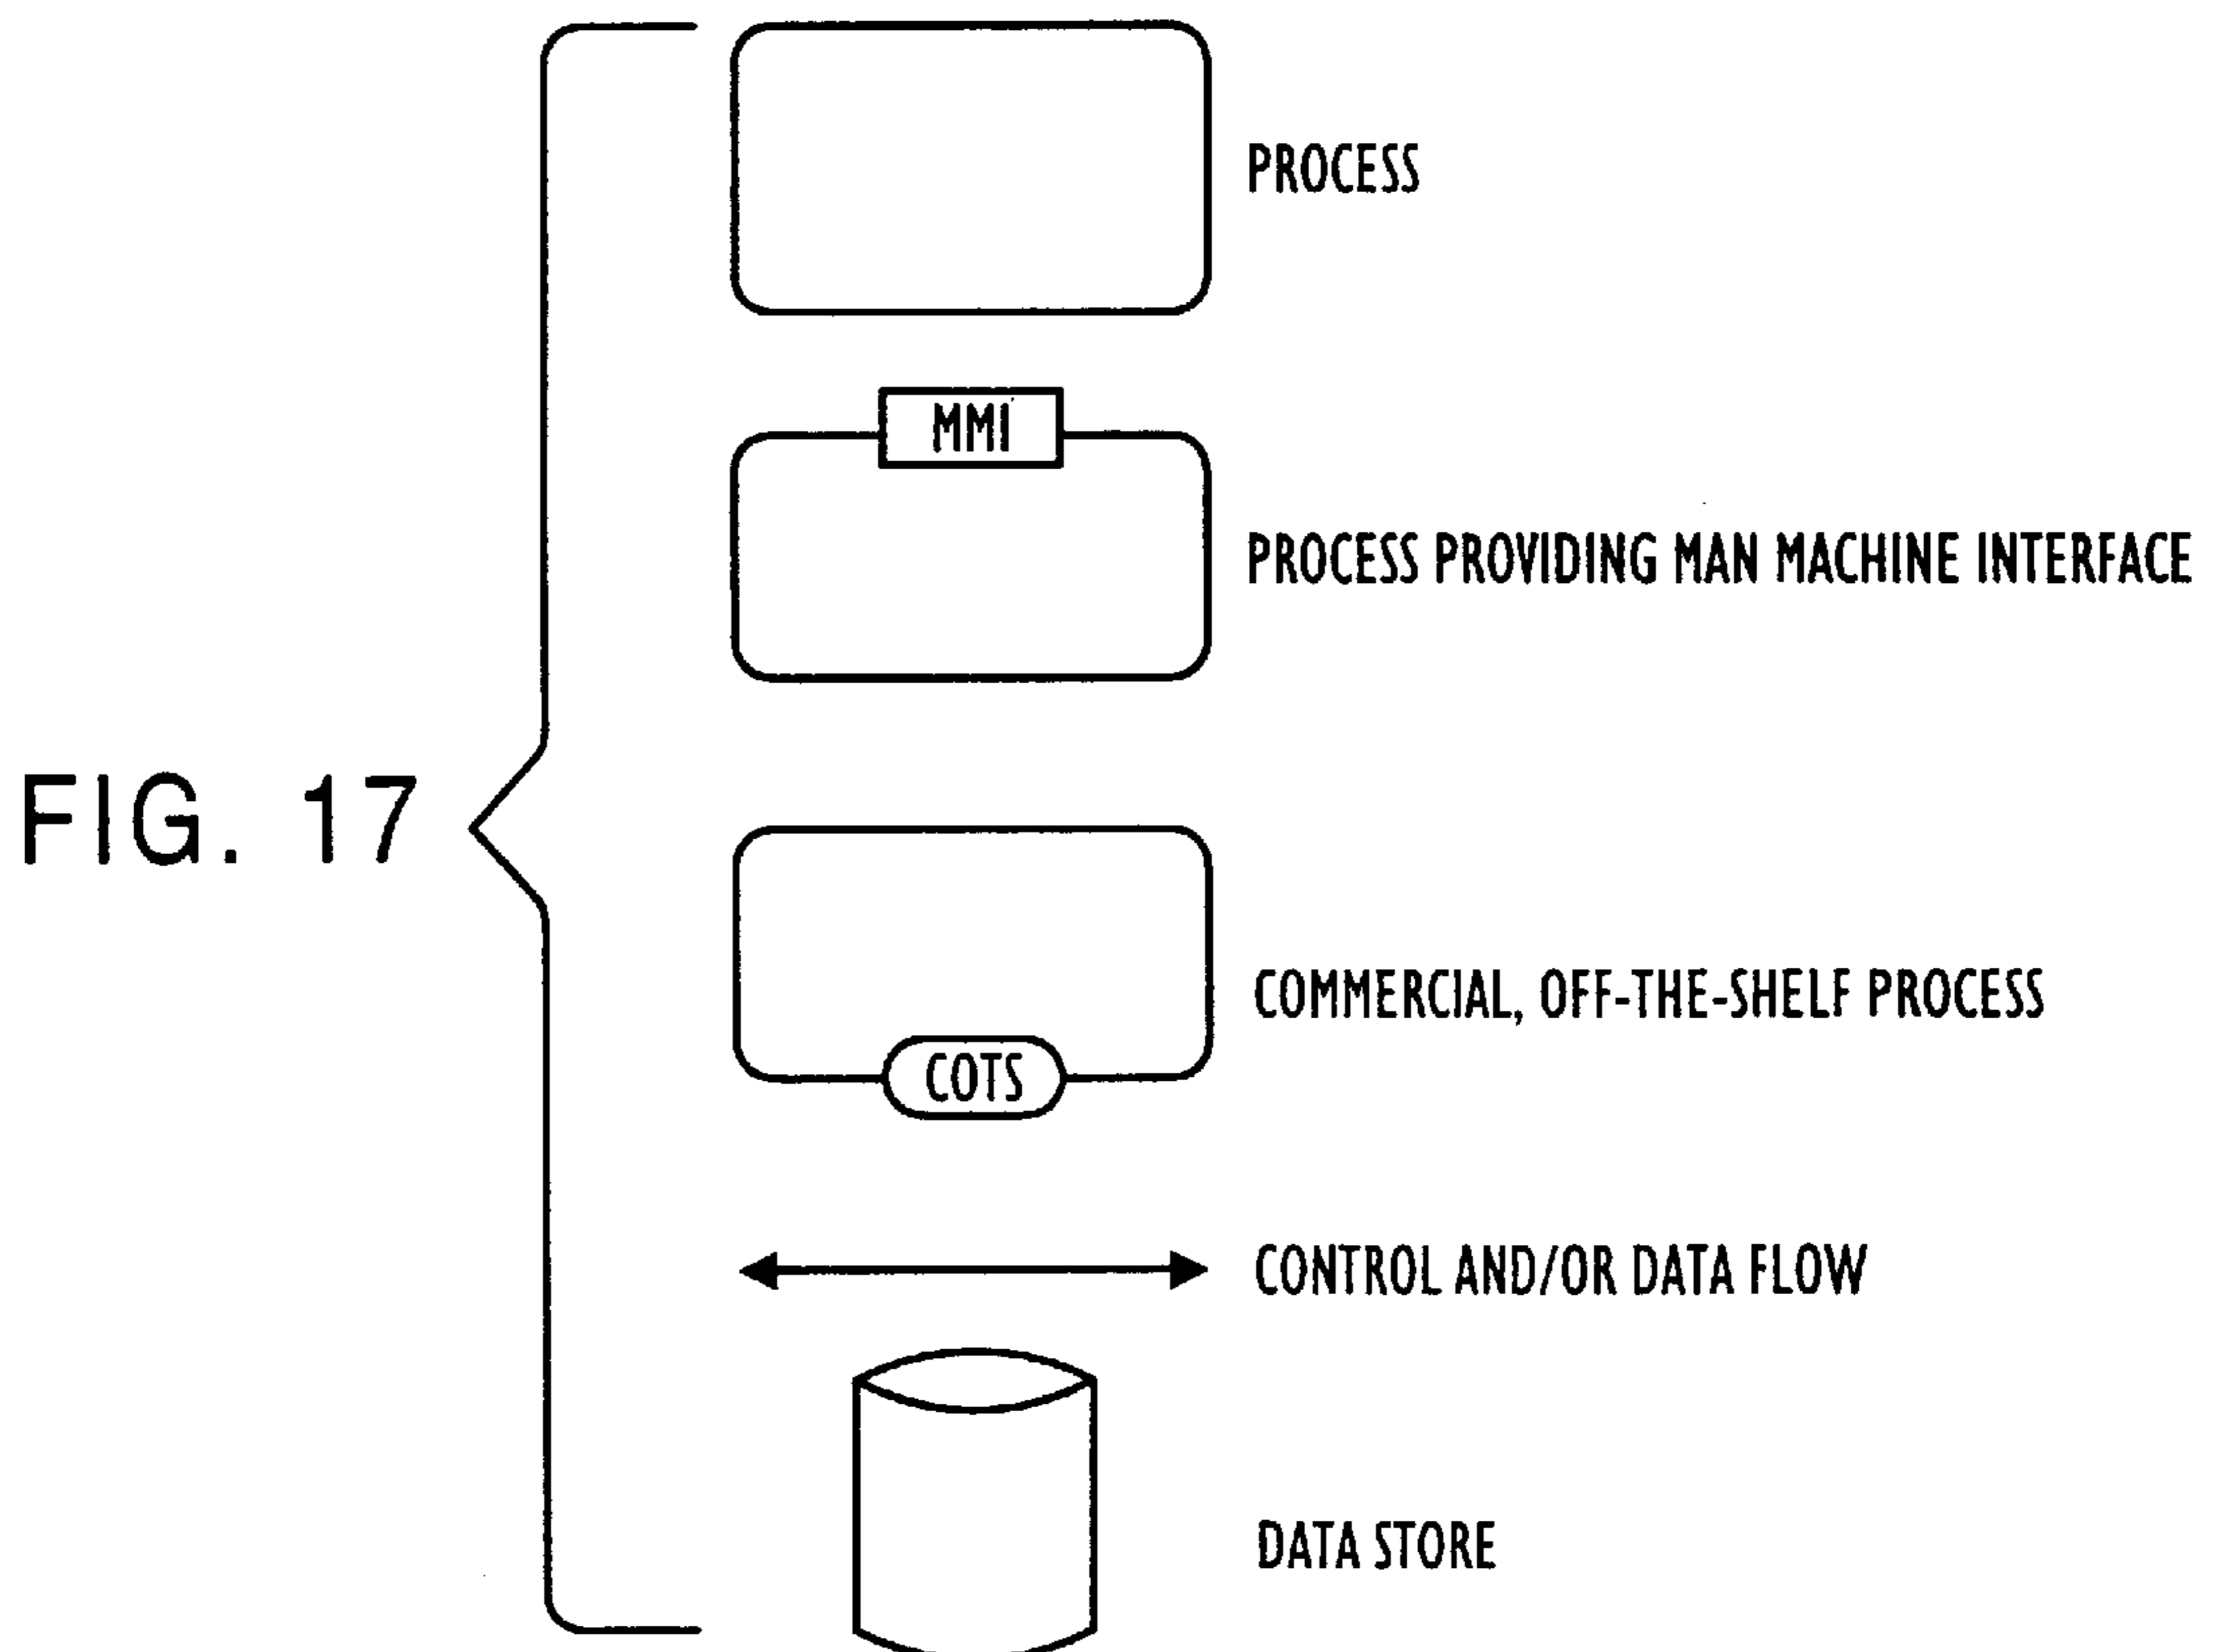 PROCESS
MMI
PROCESS PROVIDING MAN MACHINE INTERFACE
FIG. 17
COMMERCIAL, OFF-THE-SHELF PROCESS
COTS
CONTROL AND/OR DATA FLOW
DATA STORE